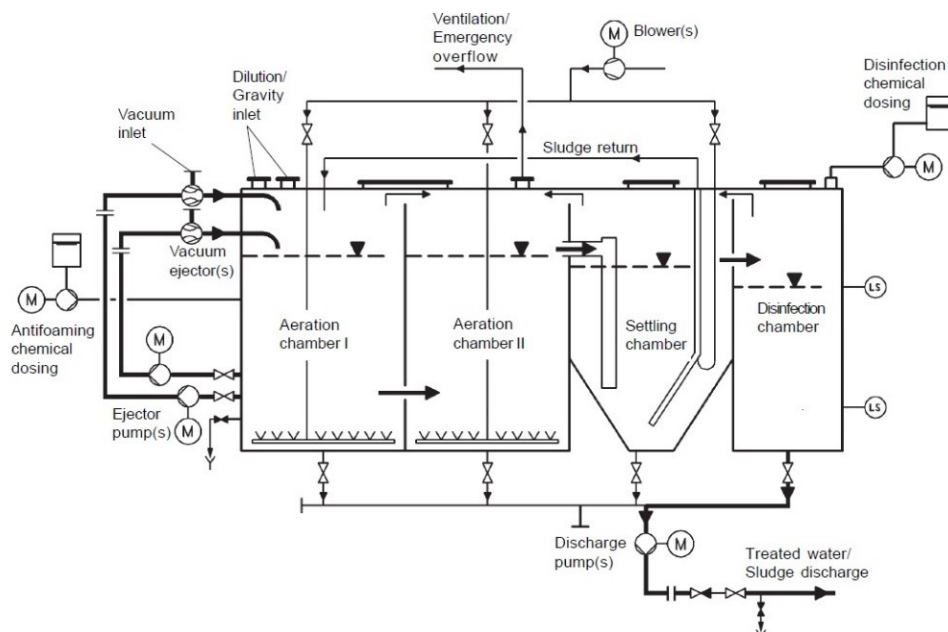 Ventilation/
Emergency
overflow
M
Blower(s)
Disinfection
chemical
dosing
Dilution/
Gravity
inlet
Vacuum
inlet
Sludge return
M
Vacuum
ejector(s)
M
Antifoaming
chemical
dosing
Aeration
chamber I
Aeration
chamber II
Settling
chamber
Disinfection
chamber
LS
M
Ejector
pump(s)
M
LS
Discharge
pump(s)
M
Treated water/
Sludge discharge